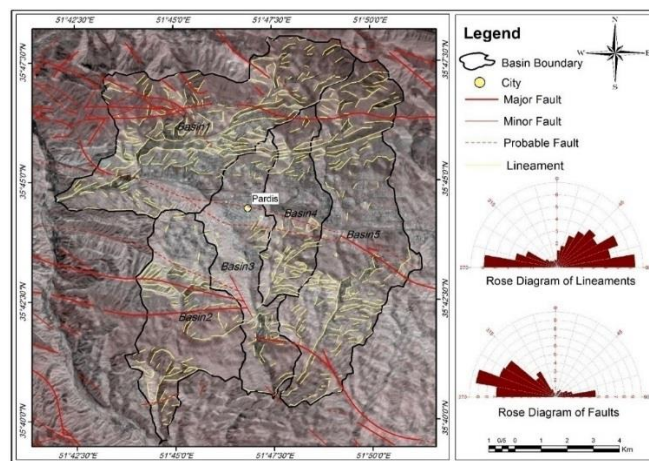 51°42'30"E 51°45'0"E 51°47'30"E 51°50'0"E
Legend
Basin Boundary
City
Major Fault
Minor Fault
Probable Fault
Lineament
N
W E
S
Basin1
Pardis
Basin4
Basin5
Basin3
Basin2
35°45'0"N
35°42'30"N
35°40'0"N
51°42'30"E 51°45'0"E 51°47'30"E 51°50'0"E
Rose Diagram of Lineaments
Rose Diagram of Faults
1 0.5 0 1 2 3 4
Km